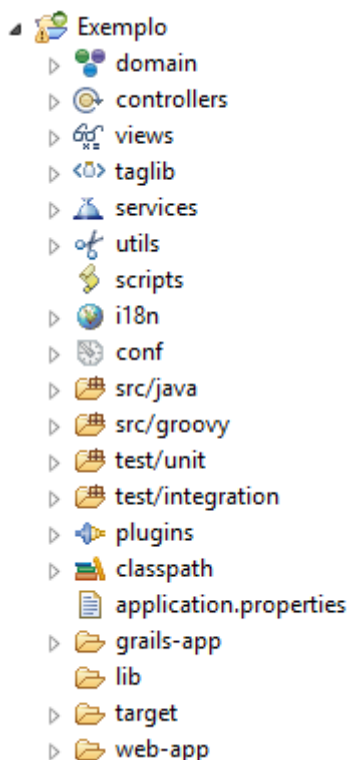 Exemplo
domain
controllers
views
taglib
services
utils
scripts
i18n
conf
src/java
src/groovy
test/unit
test/integration
plugins
classpath
application.properties
grails-app
lib
target
web-app